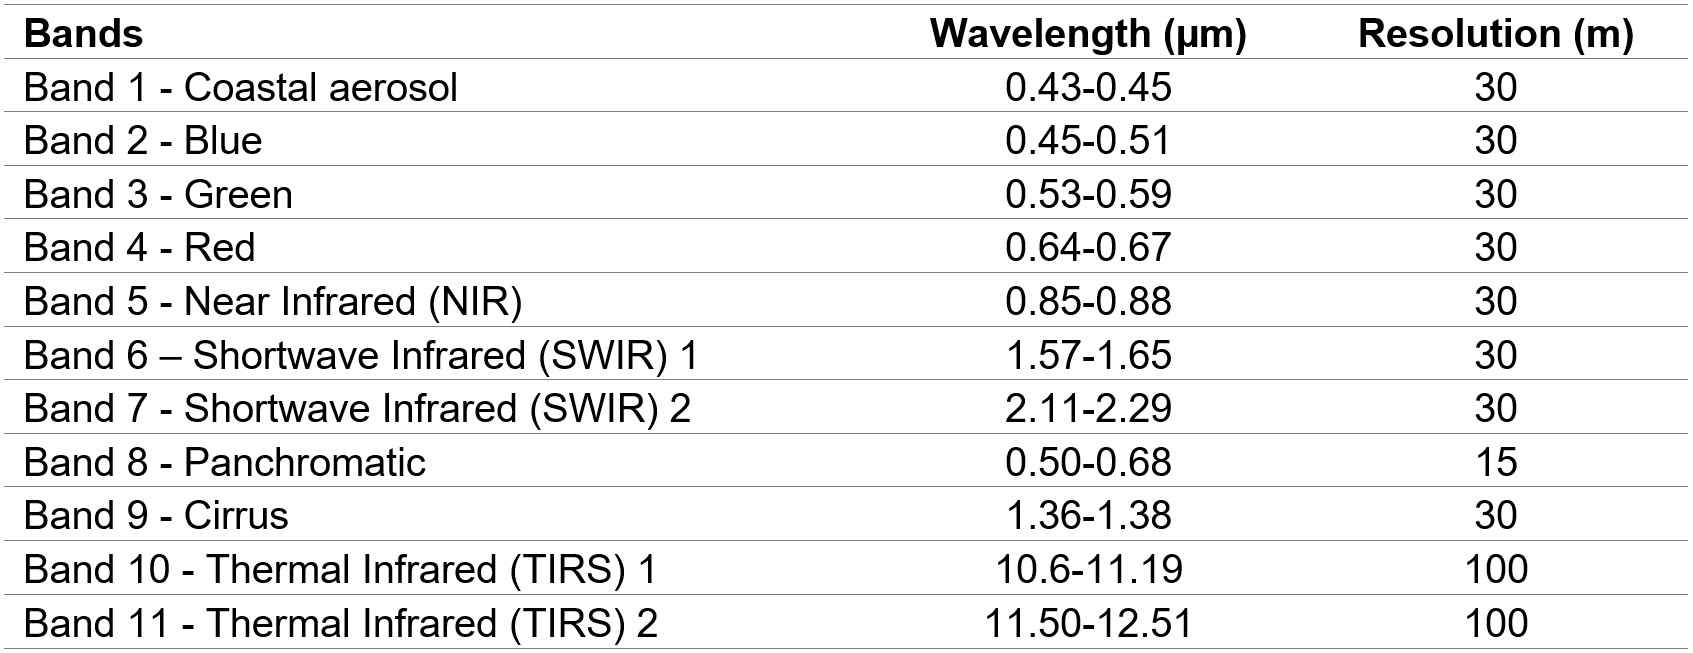 Bands Wavelength (µm) Resolution (m)
Band 1 - Coastal aerosol 0.43-0.45 30
Band 2 - Blue 0.45-0.51 30
Band 3 - Green 0.53-0.59 30
Band 4 - Red 0.64-0.67 30
Band 5 - Near Infrared (NIR) 0.85-0.88 30
Band 6 – Shortwave Infrared (SWIR) 1 1.57-1.65 30
Band 7 - Shortwave Infrared (SWIR) 2 2.11-2.29 30
Band 8 - Panchromatic 0.50-0.68 15
Band 9 - Cirrus 1.36-1.38 30
Band 10 - Thermal Infrared (TIRS) 1 10.6-11.19 100
Band 11 - Thermal Infrared (TIRS) 2 11.50-12.51 100